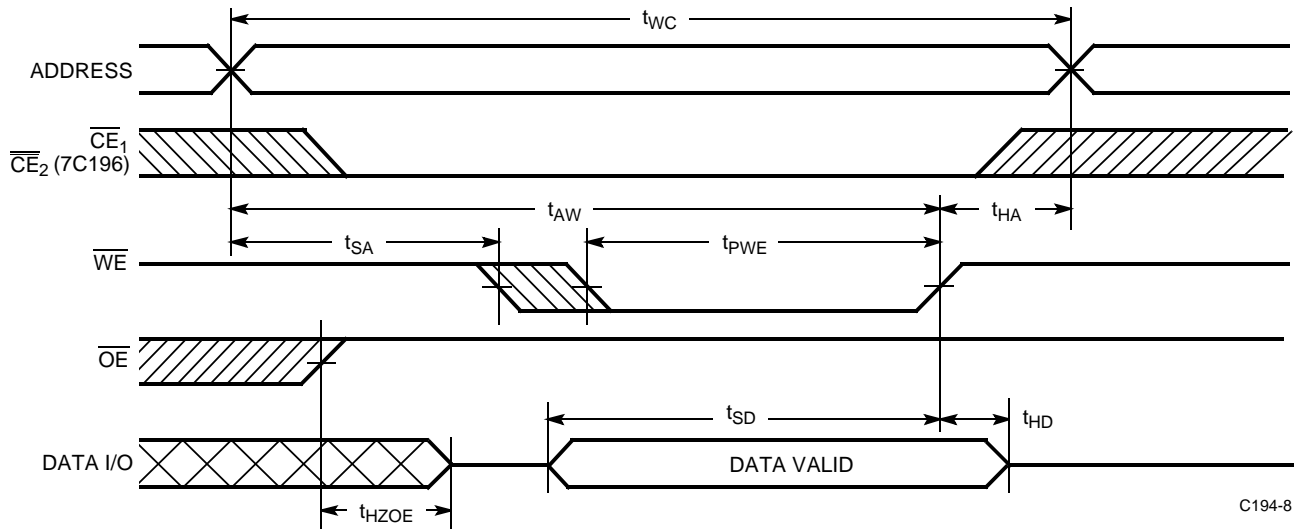 tWC
ADDRESS
CE1
CE2 (7C196)
tAW
tHA
tSA
tPWE
WE
OE
tSD
tHD
DATA I/O
DATA VALID
tHZOE
C194-8